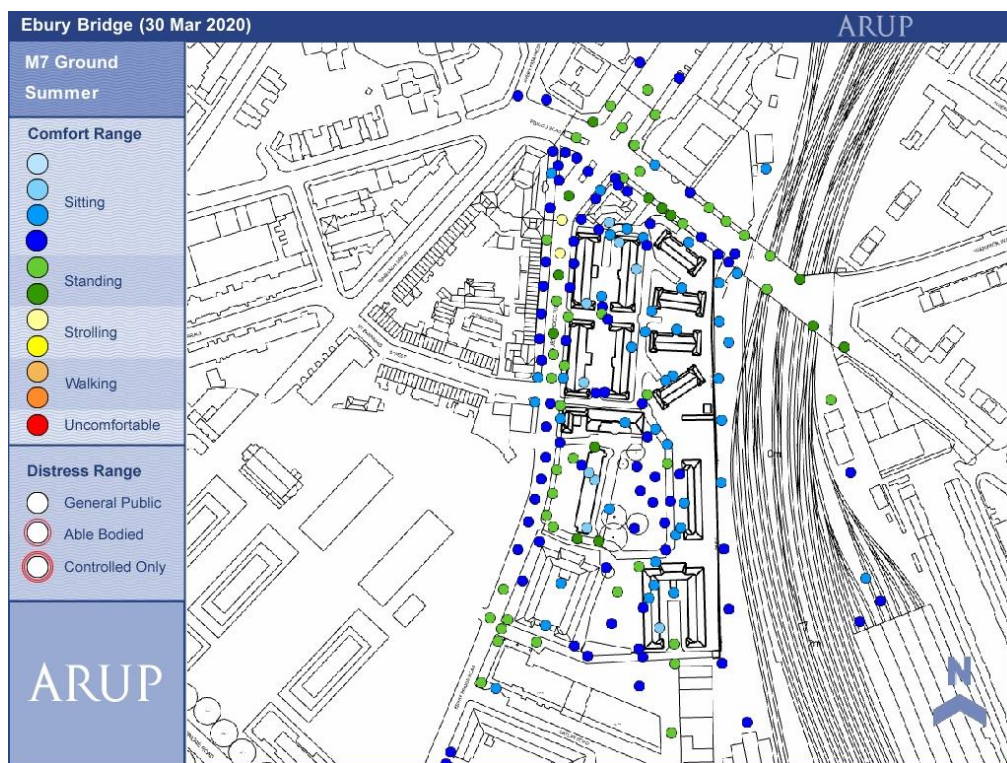 Ebury Bridge (30 Mar 2020)
ARUP
M7 Ground
Summer
Comfort Range
Sitting
Standing
Strolling
Walking
Uncomfortable
Distress Range
General Public
Able Bodied
Controlled Only
ARUP
0m
N